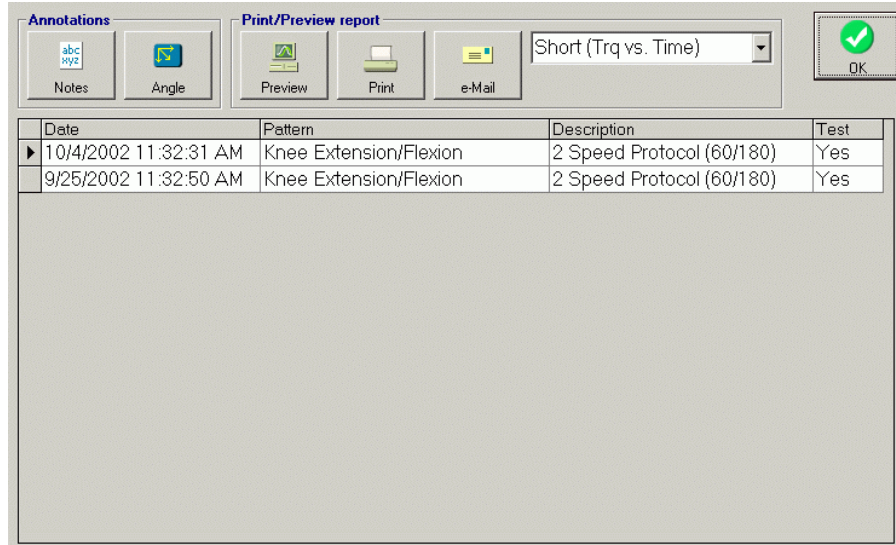 Annotations
Print/Preview report
abc
xyz
Notes
Angle
Preview
Print
e-Mail
Short (Trq vs. Time)
OK
Date Pattern Description Test
10/4/2002 11:32:31 AM Knee Extension/Flexion 2 Speed Protocol (60/180) Yes
9/25/2002 11:32:50 AM Knee Extension/Flexion 2 Speed Protocol (60/180) Yes